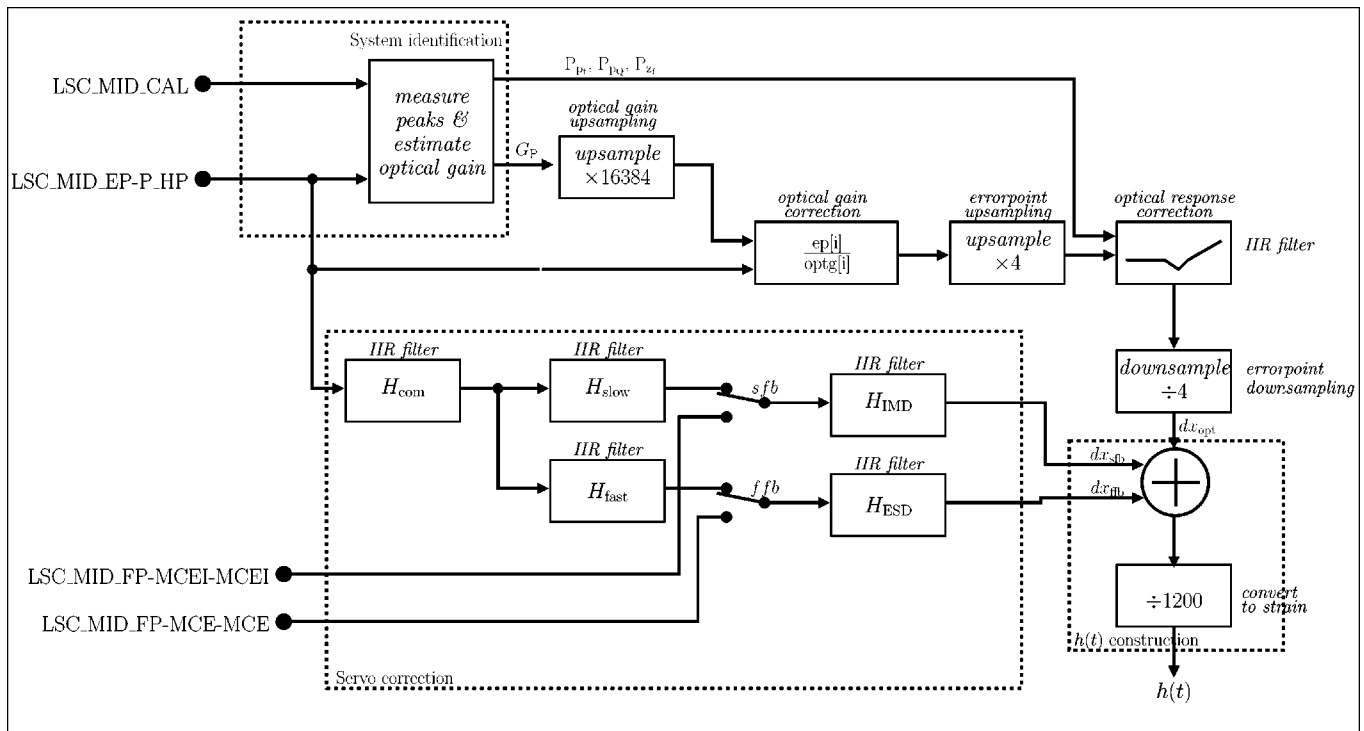 System identification
LSC_MID_CAL
measure
peaks &
estimate
optical gain
P_pf, P_pQ, P_zf
optical gain
upsampling
G_P
upsample
×16384
LSC_MID_EP-P_HP
optical gain
correction
ep[i]
optg[i]
errorpoint
upsampling
upsample
×4
optical response
correction
IIR filter
IIR filter
H_com
IIR filter
H_slow
sfb
IIR filter
H_IMD
downsample
÷4
errorpoint
downsampling
dx_opt
IIR filter
H_fast
ffb
IIR filter
H_ESD
dx_sfb
dx_ffb
LSC_MID_FP-MCEI-MCEI
LSC_MID_FP-MCE-MCE
÷1200
convert
to strain
h(t) construction
Servo correction
h(t)